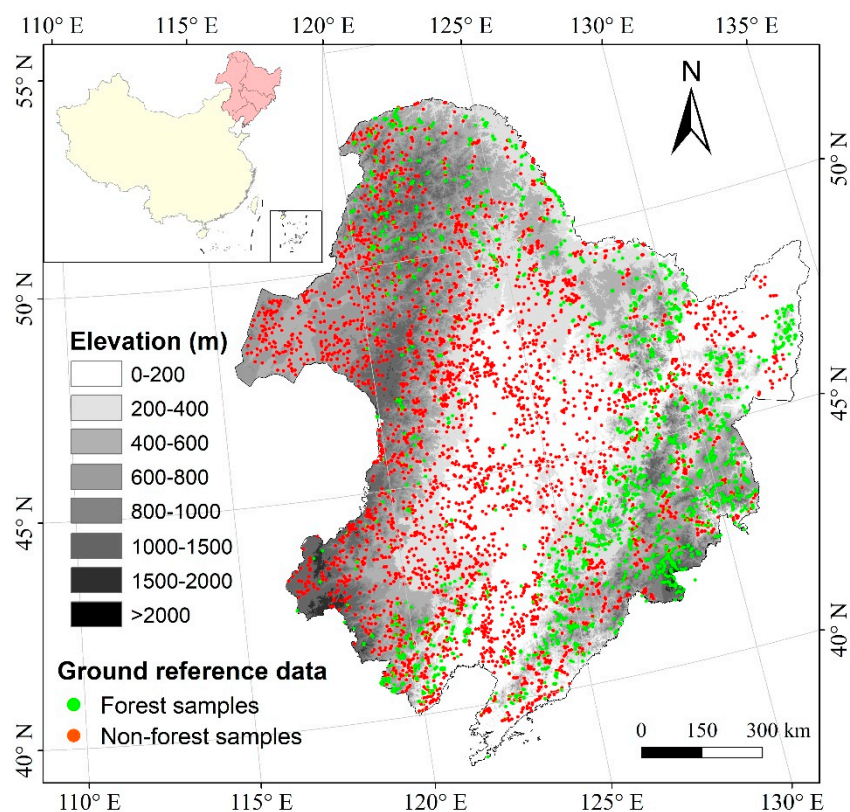 110° E 115° E 120° E 125° E 130° E 135° E
55° N
N
50° N
50° N
45° N
45° N
40° N
40° N
Elevation (m)
0-200
200-400
400-600
600-800
800-1000
1000-1500
1500-2000
>2000
Ground reference data
Forest samples
Non-forest samples
0 150 300 km
110° E 115° E 120° E 125° E 130° E